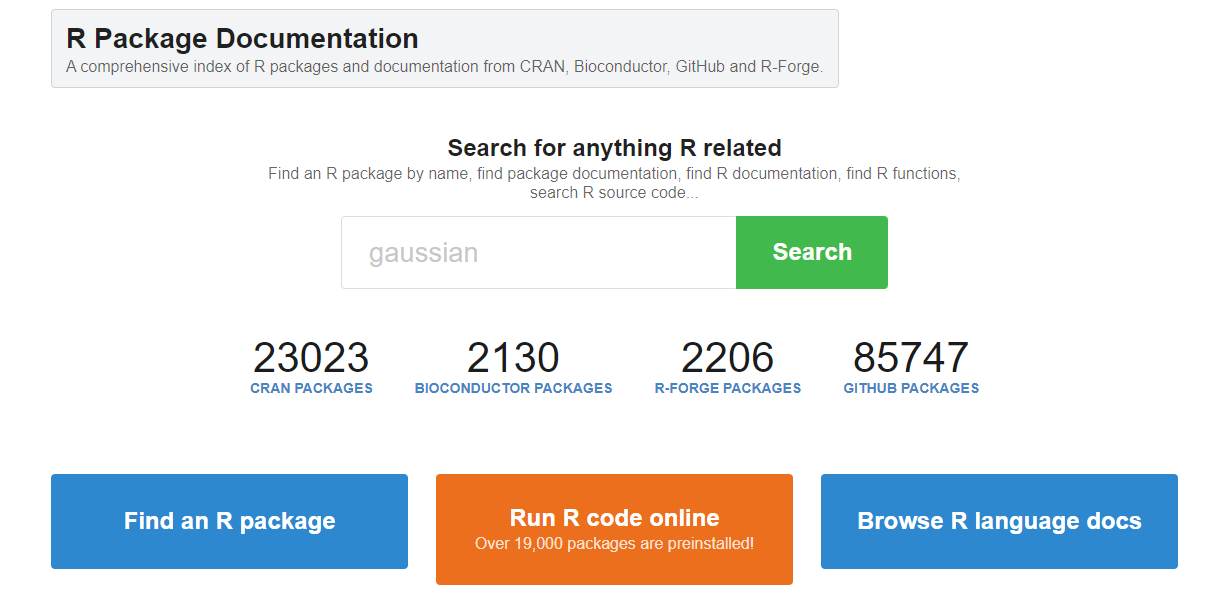 R Package Documentation
A comprehensive index of R packages and documentation from CRAN, Bioconductor, GitHub and R-Forge.
Search for anything R related
Find an R package by name, find package documentation, find R documentation, find R functions,
search R source code...
gaussian
Search
23023
CRAN PACKAGES
2130
BIOCONDUCTOR PACKAGES
2206
R-FORGE PACKAGES
85747
GITHUB PACKAGES
Find an R package
Run R code online
Over 19,000 packages are preinstalled!
Browse R language docs